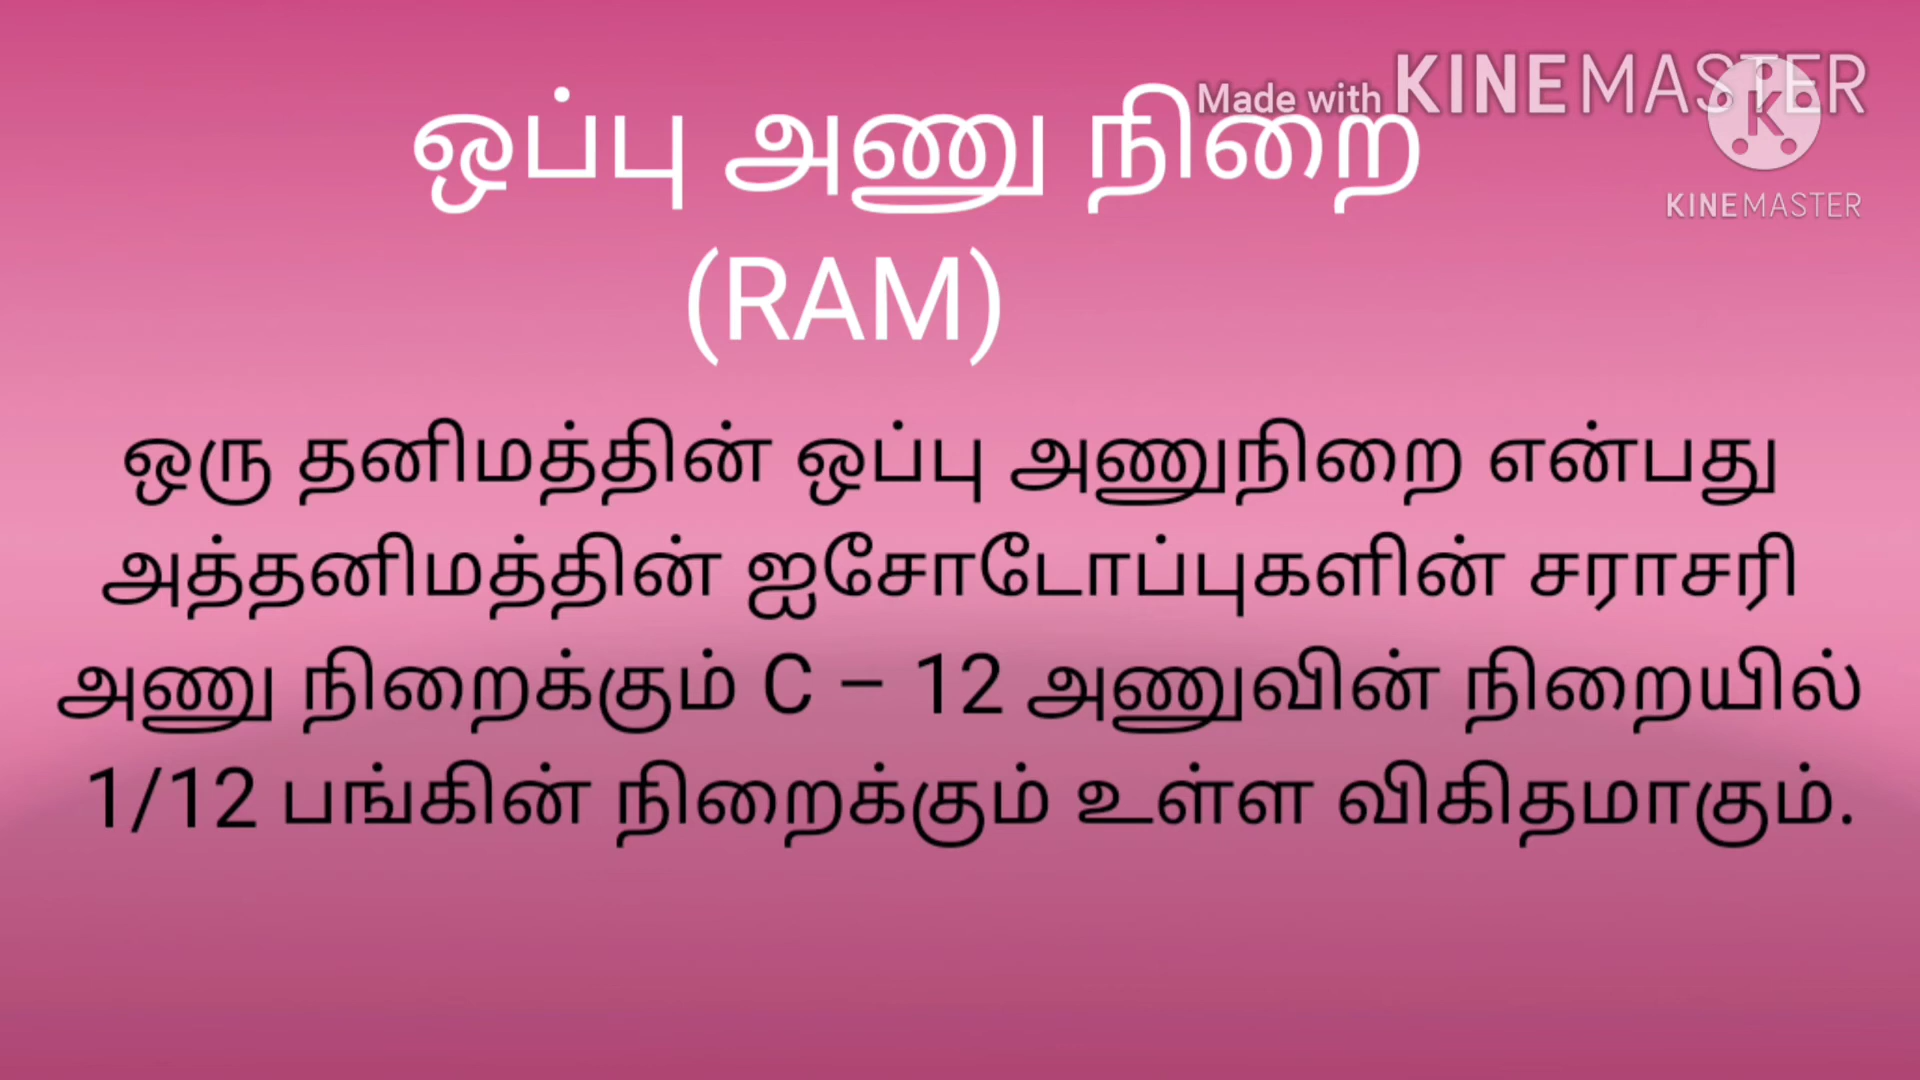 Made with KINEMASTER
KINEMASTER
ஒப்பு அணு நிறை
(RAM)
ஒரு தனிமத்தின் ஒப்பு அணுநிறை என்பது
அத்தனிமத்தின் ஐசோடோப்புகளின் சராசரி
அணு நிறைக்கும் C – 12 அணுவின் நிறையில்
1/12 பங்கின் நிறைக்கும் உள்ள விகிதமாகும்.